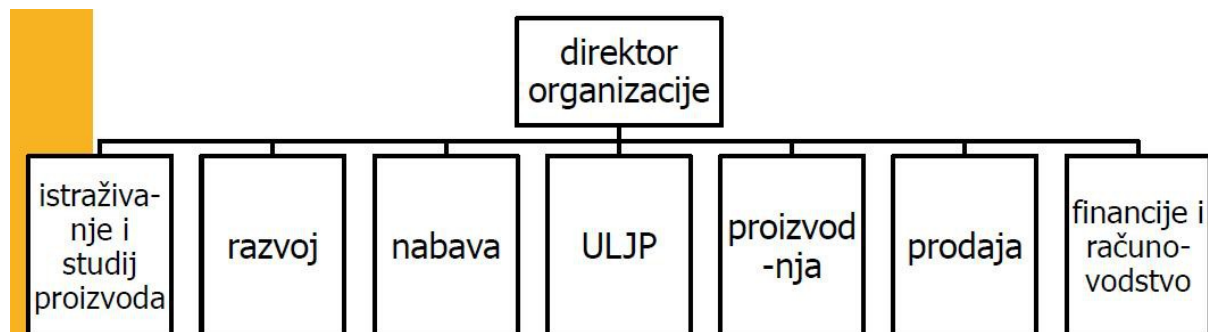 direktor
organizacije
istraživa-
nje i
studij
proizvoda
razvoj
nabava
ULJP
proizvod
-nja
prodaja
financije i
računo-
vodstvo